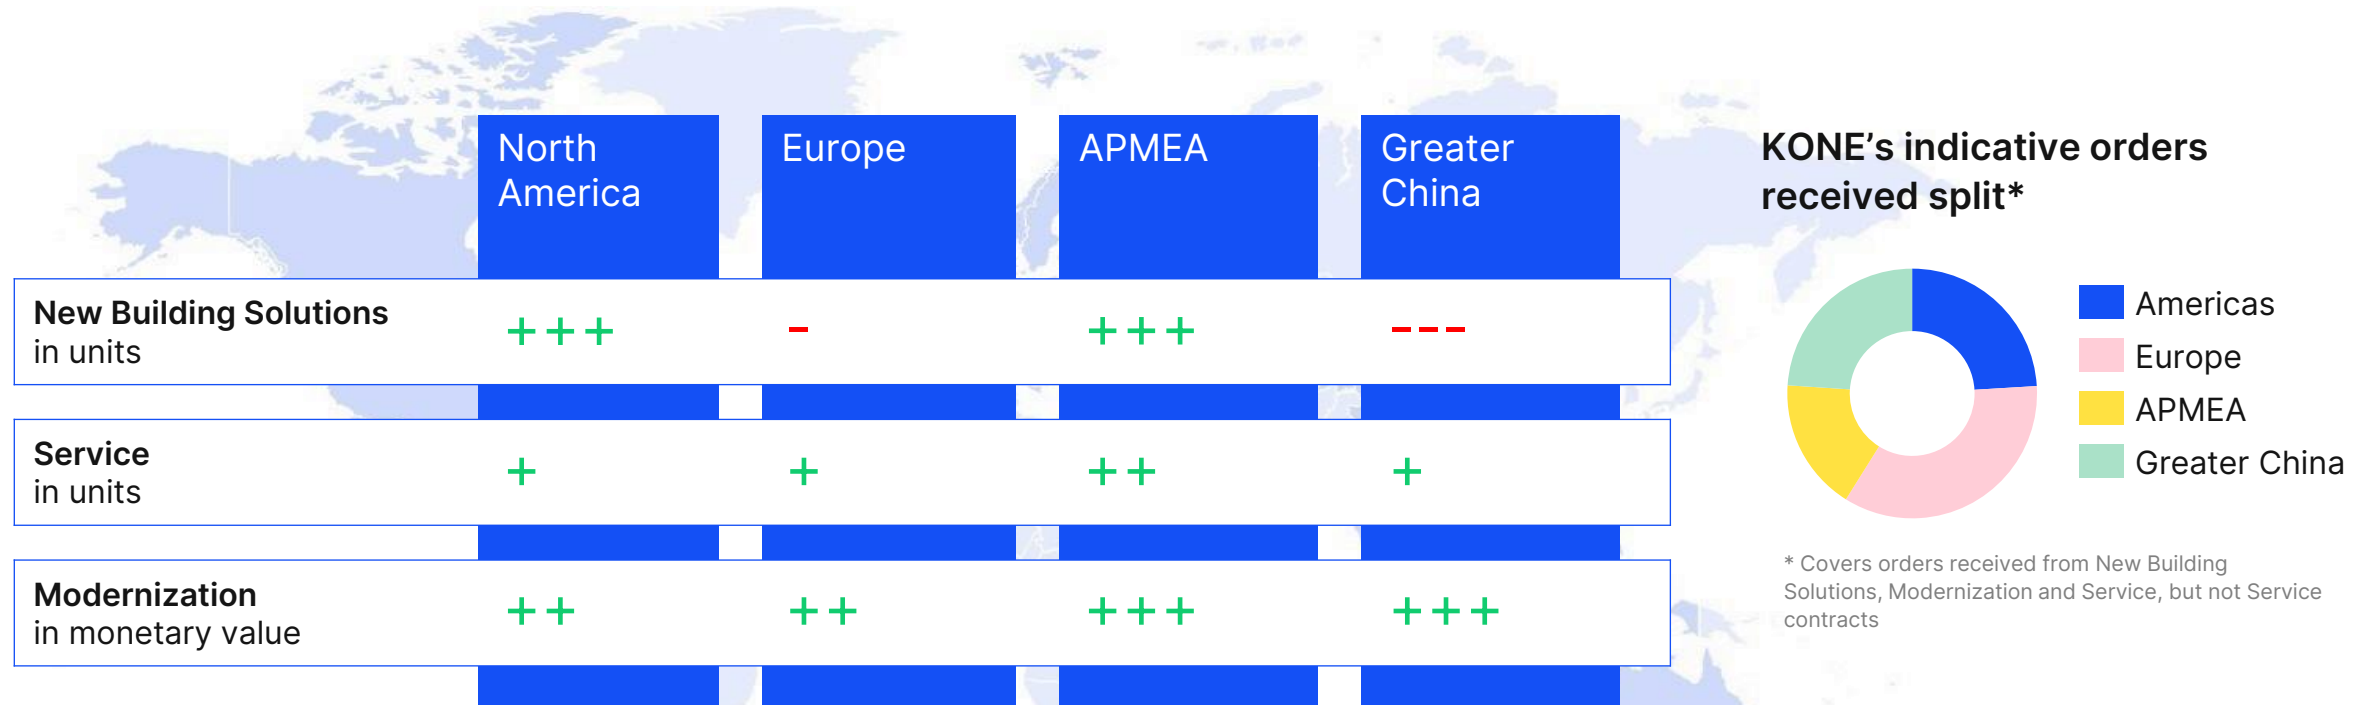 North
America
Europe
APMEA
Greater
China
New Building Solutions
in units
+++
-
+++
---
Service
in units
+
+
++
+
Modernization
in monetary value
++
++
+++
+++
KONE’s indicative orders
received split*
Americas
Europe
APMEA
Greater China
* Covers orders received from New Building
Solutions, Modernization and Service, but not Service
contracts